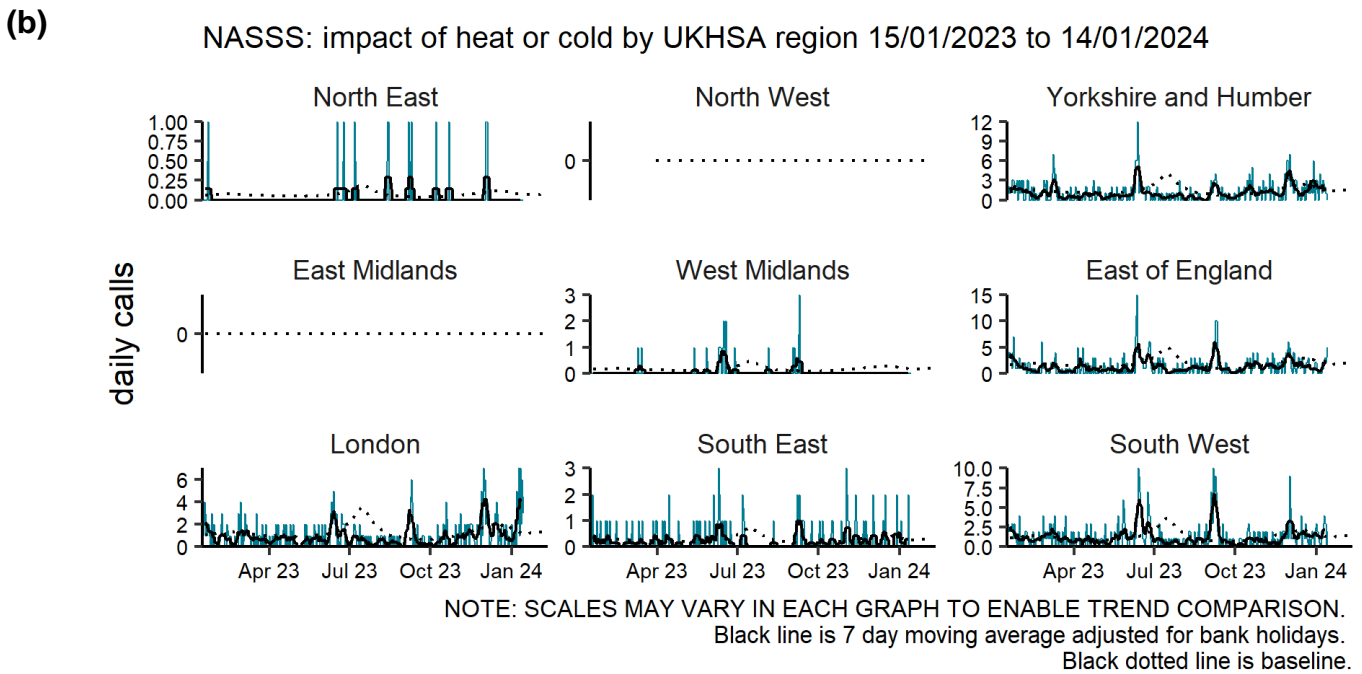 (b)
NASSS: impact of heat or cold by UKHSA region 15/01/2023 to 14/01/2024
North East
1.00
0.75
0.50
0.25
0.00
North West
0
Yorkshire and Humber
12
9
6
3
0
daily calls
East Midlands
0
West Midlands
3
2
1
0
East of England
15
10
5
0
London
6
4
2
0
Apr 23 Jul 23 Oct 23 Jan 24
South East
3
2
1
0
Apr 23 Jul 23 Oct 23 Jan 24
South West
10.0
7.5
5.0
2.5
0.0
Apr 23 Jul 23 Oct 23 Jan 24
NOTE: SCALES MAY VARY IN EACH GRAPH TO ENABLE TREND COMPARISON.
Black line is 7 day moving average adjusted for bank holidays.
Black dotted line is baseline.